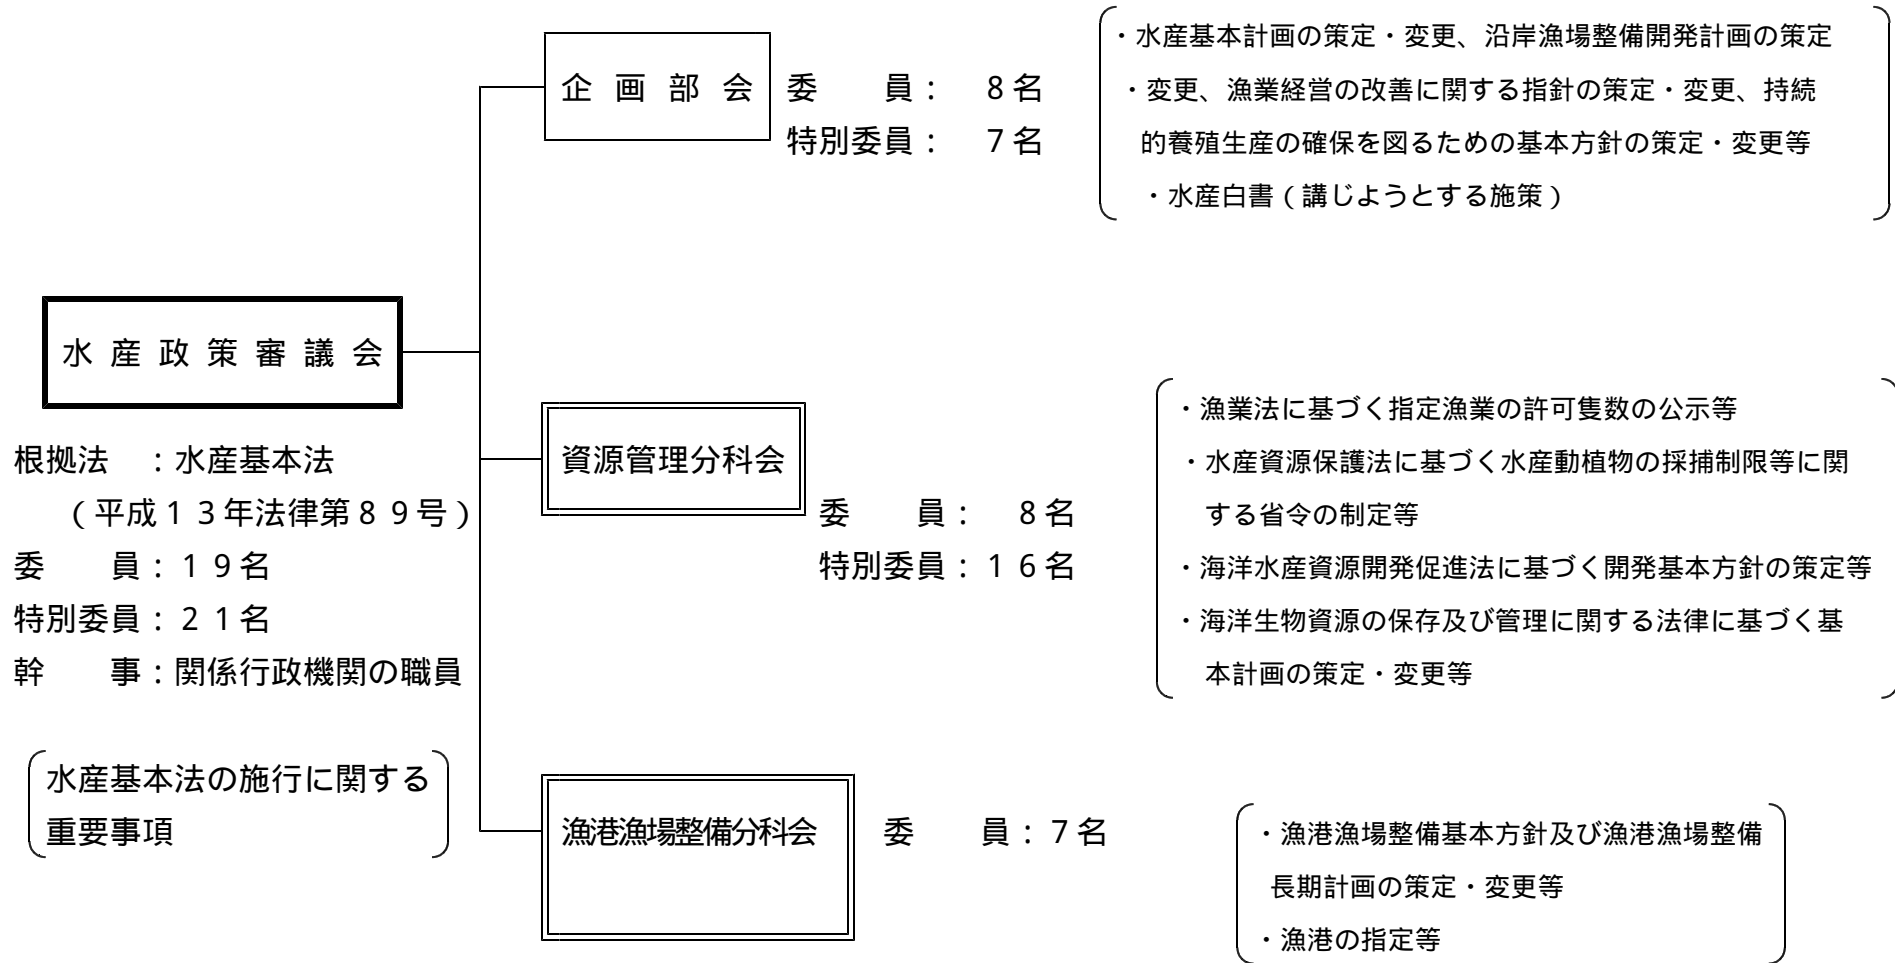 企画部会
委　　員：　8名
特別委員：　7名
・水産基本計画の策定・変更、沿岸漁場整備開発計画の策定
・変更、漁業経営の改善に関する指針の策定・変更、持続
的養殖生産の確保を図るための基本方針の策定・変更等
・水産白書（講じようとする施策）
水産政策審議会
根拠法　：水産基本法
（平成１３年法律第８９号）
委　　員：１９名
特別委員：２１名
幹　　事：関係行政機関の職員
水産基本法の施行に関する
重要事項
資源管理分科会
委　　員：　8名
特別委員：１６名
・漁業法に基づく指定漁業の許可隻数の公示等
・水産資源保護法に基づく水産動植物の採捕制限等に関
する省令の制定等
・海洋水産資源開発促進法に基づく開発基本方針の策定等
・海洋生物資源の保存及び管理に関する法律に基づく基
本計画の策定・変更等
漁港漁場整備分科会
委　　員：7名
・漁港漁場整備基本方針及び漁港漁場整備
長期計画の策定・変更等
・漁港の指定等